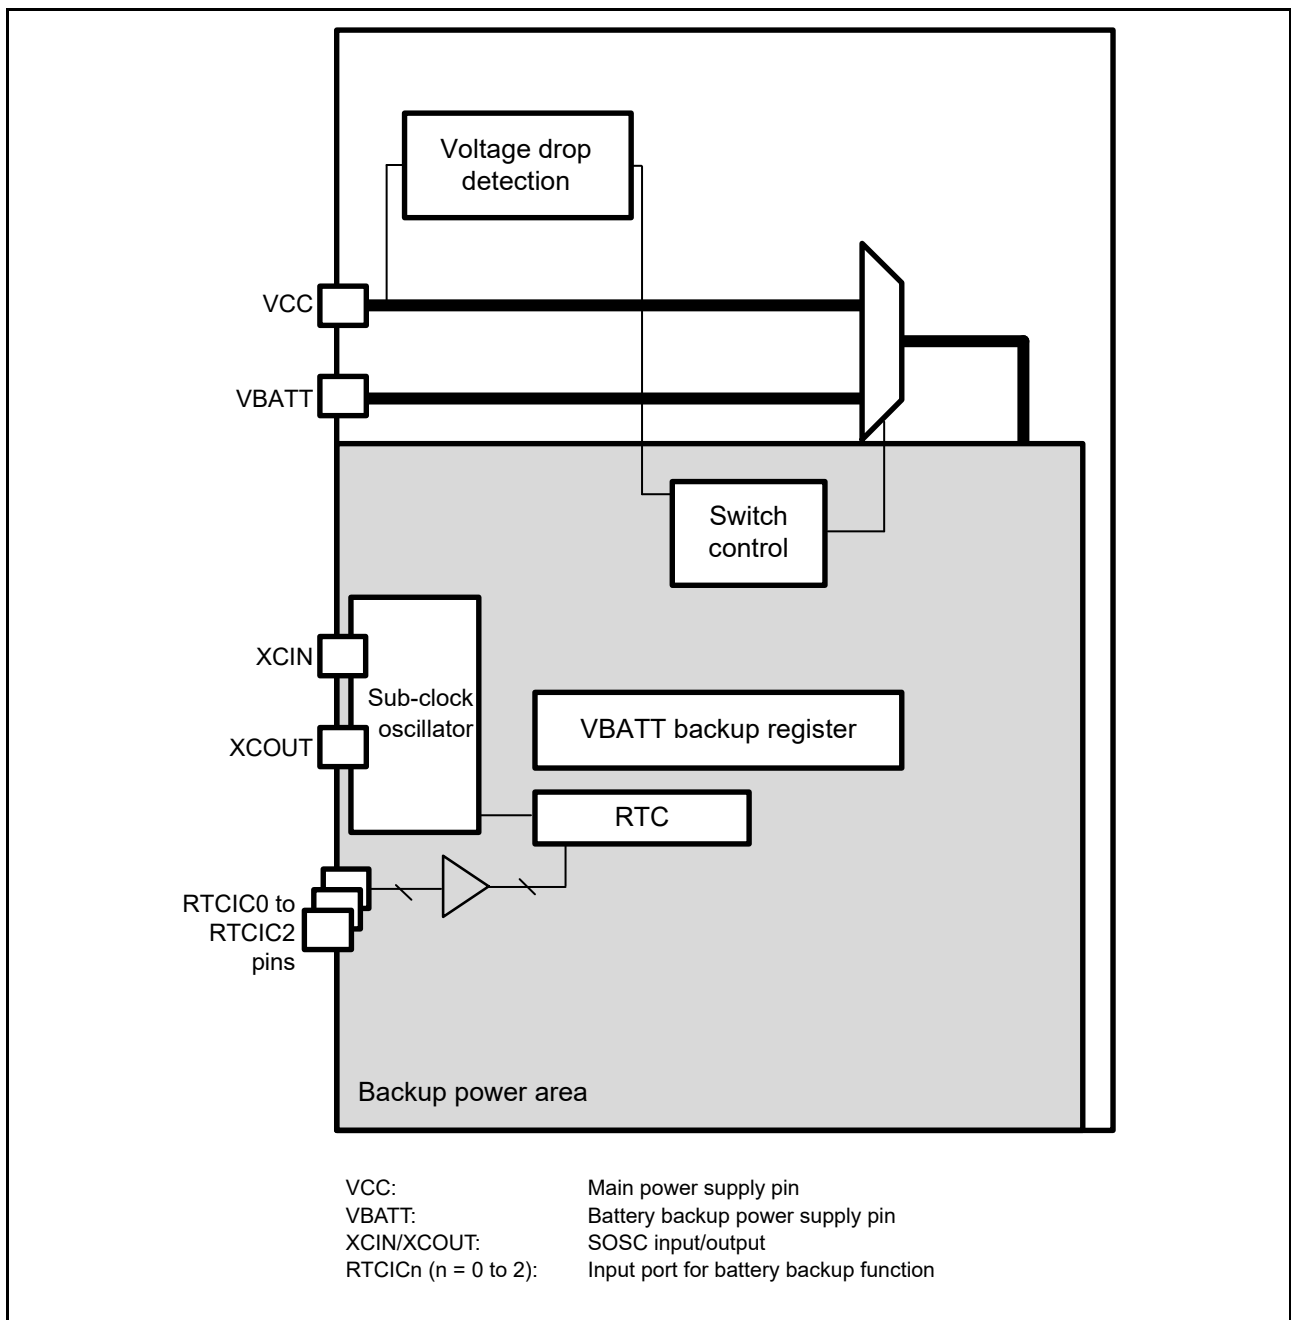 Voltage drop
detection
VCC
VBATT
Switch
control
XCIN
Sub-clock
oscillator
XCOUT
VBATT backup register
RTC
RTCIC0 to
RTCIC2
pins
Backup power area
VCC: Main power supply pin
VBATT: Battery backup power supply pin
XCIN/XCOUT: SOSC input/output
RTCICn (n = 0 to 2): Input port for battery backup function